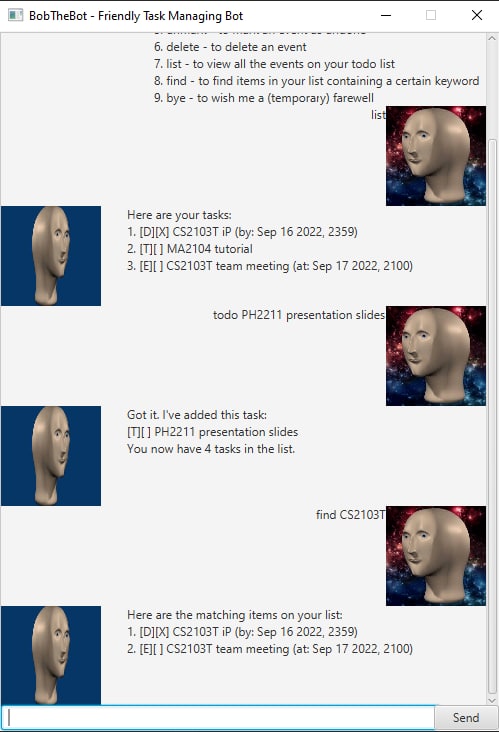 BobTheBot - Friendly Task Managing Bot
6. delete - to delete an event
7. list - to view all the events on your todo list
8. find - to find items in your list containing a certain keyword
9. bye - to wish me a (temporary) farewell
list
Here are your tasks:
1. [D][X] CS2103T iP (by: Sep 16 2022, 2359)
2. [T][ ] MA2104 tutorial
3. [E][ ] CS2103T team meeting (at: Sep 17 2022, 2100)
todo PH2211 presentation slides
Got it. I've added this task:
[T][ ] PH2211 presentation slides
You now have 4 tasks in the list.
find CS2103T
Here are the matching items on your list:
1. [D][X] CS2103T iP (by: Sep 16 2022, 2359)
2. [E][ ] CS2103T team meeting (at: Sep 17 2022, 2100)
Send